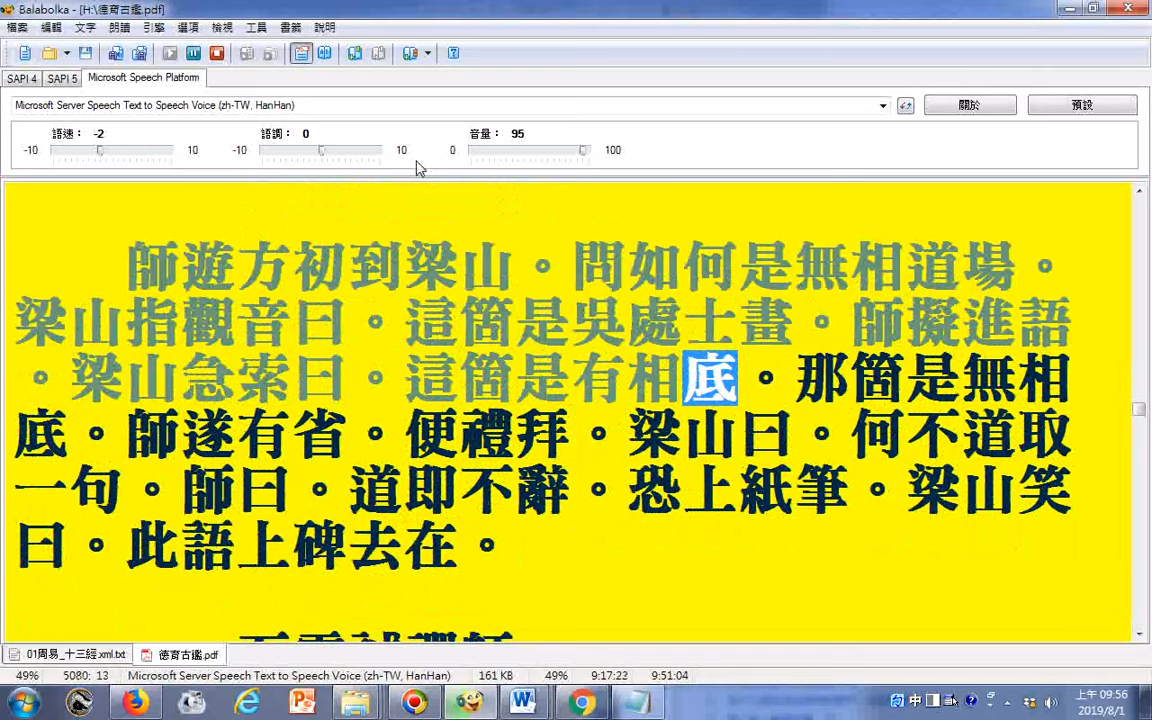 Balabolka - [H:\德育古鑑.pdf]
檔案 編輯 文字 朗讀 引擎 選項 檢視 工具 書籤 說明
SAPI 4 SAPI 5 Microsoft Speech Platform
Microsoft Server Speech Text to Speech Voice (zh-TW, HanHan) 關於 預設
語速： -2 語調： 0 音量： 95
-10 10 -10 10 0 100
師遊方初到梁山。問如何是無相道場。
梁山指觀音曰。這箇是吳處士畫。師擬進語
。梁山急索曰。這箇是有相底。那箇是無相
底。師遂有省。便禮拜。梁山曰。何不道取
一句。師曰。道即不辭。恐上紙筆。梁山笑
曰。此語上碑去在。
01周易_十三經.xml.txt 德育古鑑.pdf
49% 5080: 13 Microsoft Server Speech Text to Speech Voice (zh-TW, HanHan) 161 KB 49% 9:17:22 9:51:04
中 上午 09:56
2019/8/1